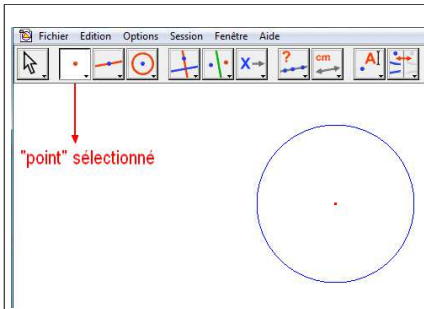 Fichier Edition Options Session Fenêtre Aide
X ? cm A
"point" sélectionné